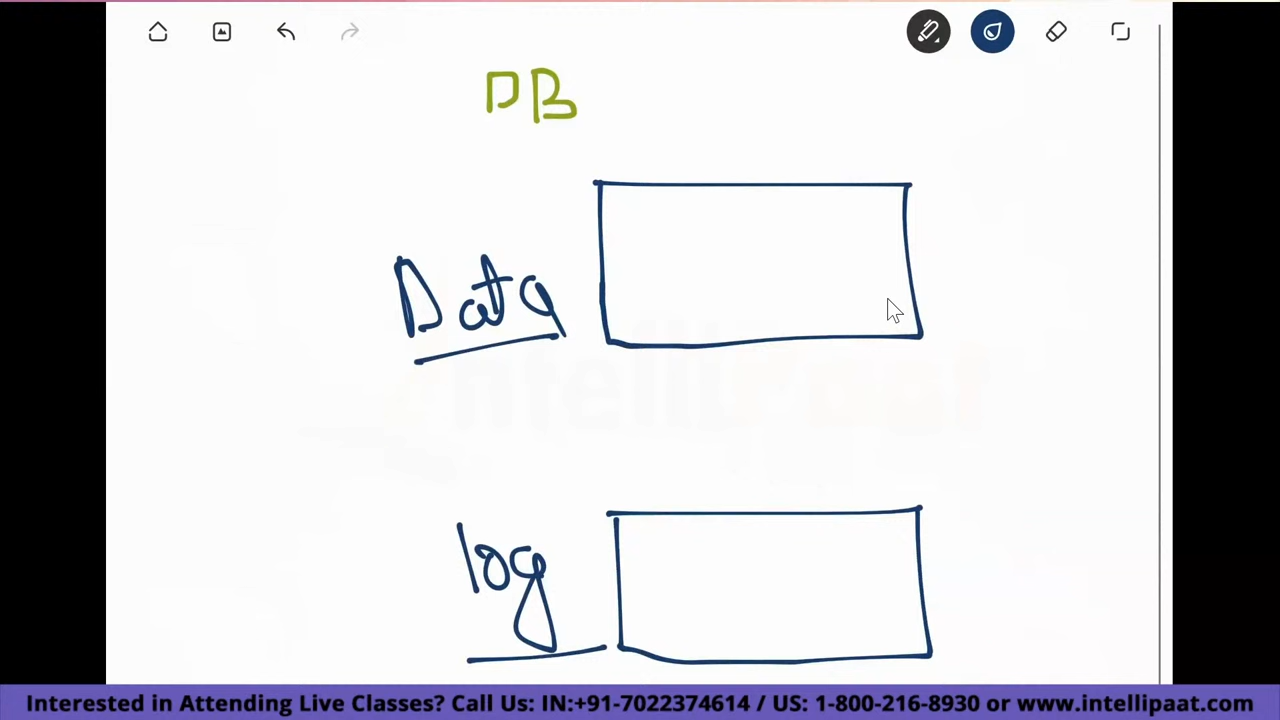 DB
Data
intellipaat
log
Interested in Attending Live Classes? Call Us: IN:+91-7022374614 / US: 1-800-216-8930 or www.intellipaat.com